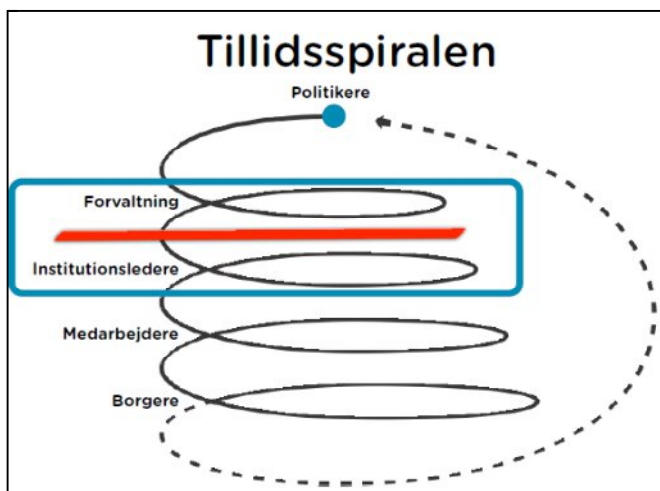 Tillidsspiralen
Politikere
Forvaltning
Institutionsledere
Medarbejdere
Borgere